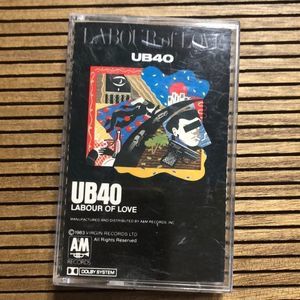 LABOUR of LOVE
UB40
UB40
LABOUR OF LOVE
MANUFACTURED AND DISTRIBUTED BY A&M RECORDS, INC.
©1983 VIRGIN RECORDS LTD
All Rights Reserved
A&M
RECORDS
DOLBY SYSTEM